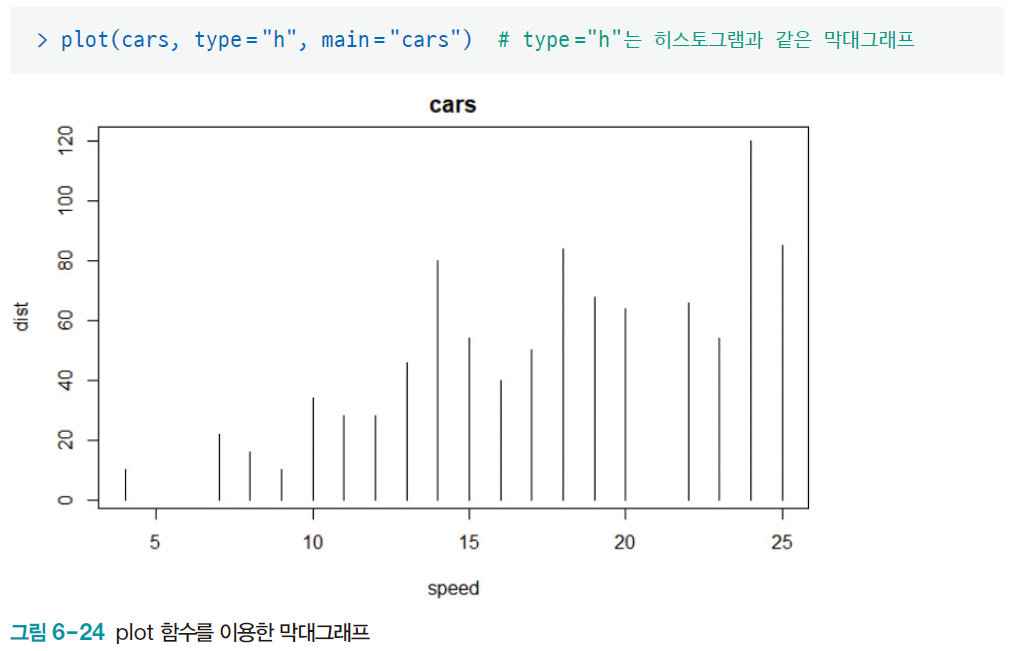 > plot(cars, type="h", main="cars")  # type="h"는 히스토그램과 같은 막대그래프
cars
120
100
80
60
40
20
0
dist
5 10 15 20 25
speed
그림 6-24 plot 함수를 이용한 막대그래프